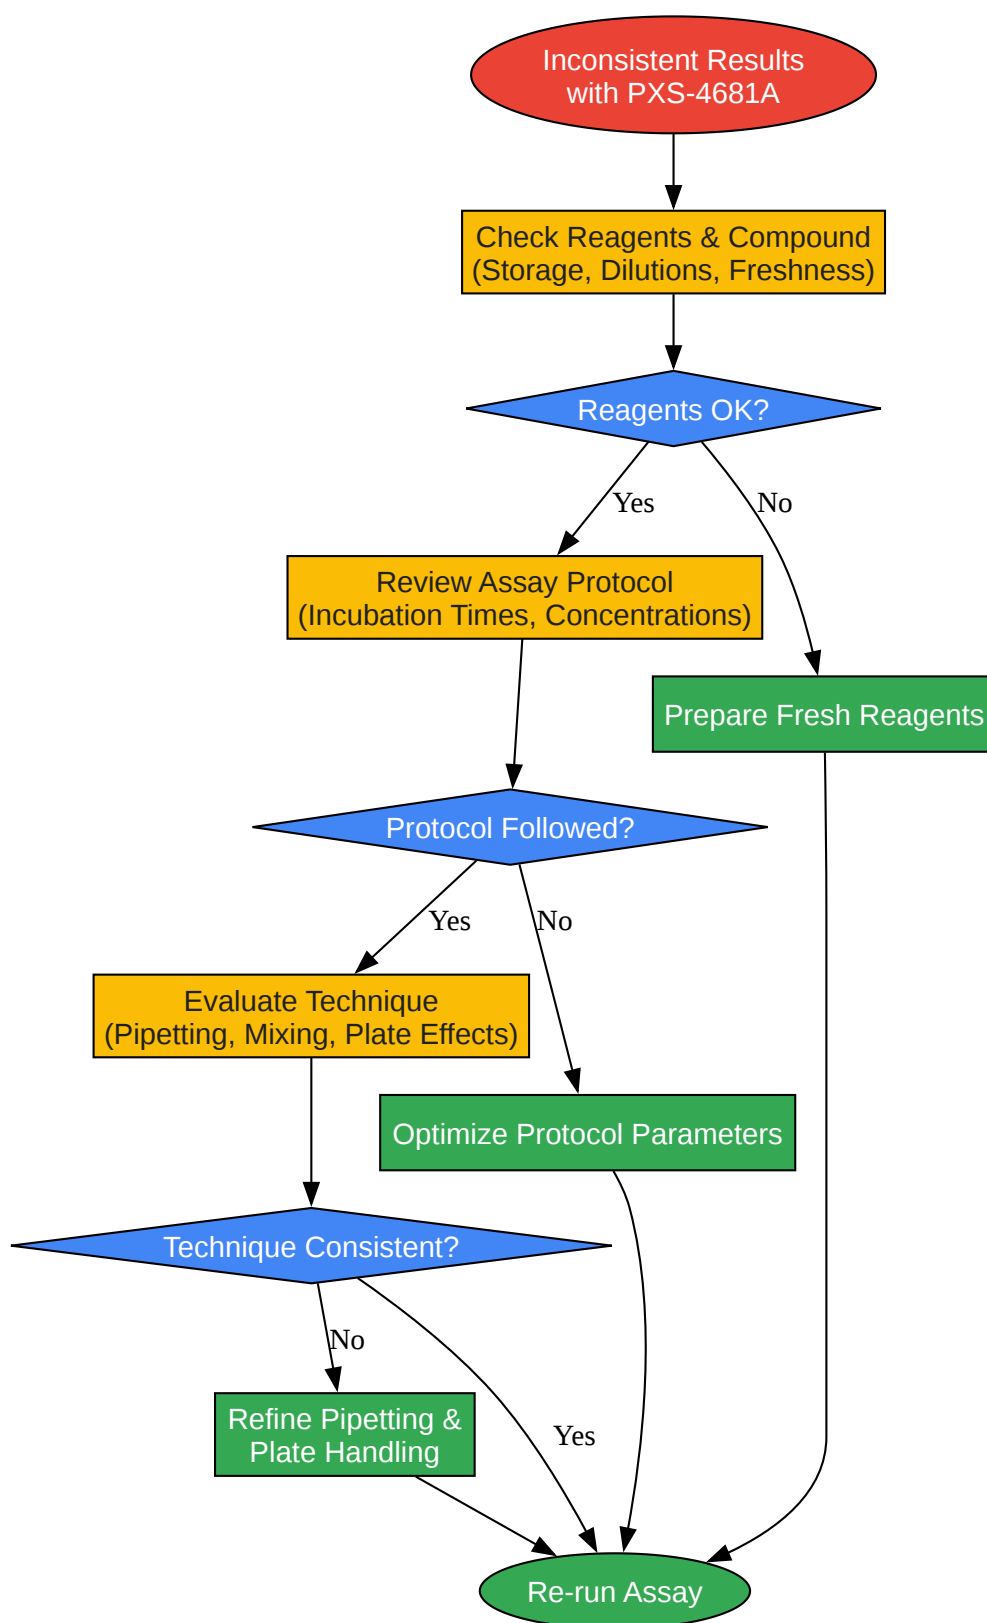 Inconsistent Results
with PXS-4681A
Check Reagents & Compound
(Storage, Dilutions, Freshness)
Reagents OK?
Yes
No
Review Assay Protocol
(Incubation Times, Concentrations)
Prepare Fresh Reagents
Protocol Followed?
Yes
No
Evaluate Technique
(Pipetting, Mixing, Plate Effects)
Optimize Protocol Parameters
Technique Consistent?
No
Refine Pipetting &
Plate Handling
Yes
Re-run Assay